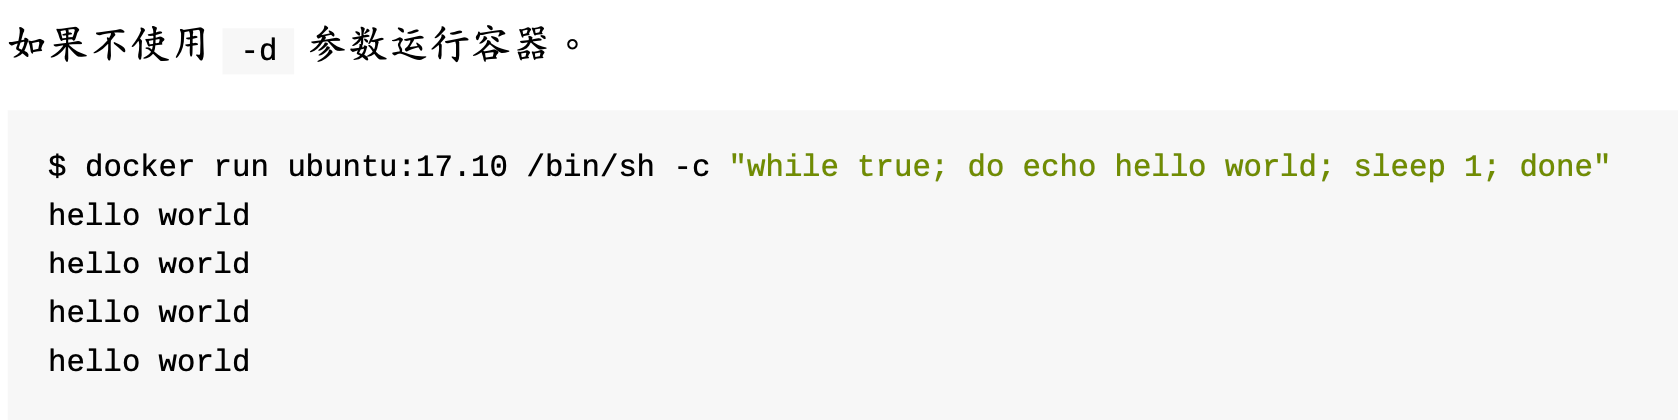 如果不使用 -d 参数运行容器。
$ docker run ubuntu:17.10 /bin/sh -c "while true; do echo hello world; sleep 1; done"
hello world
hello world
hello world
hello world